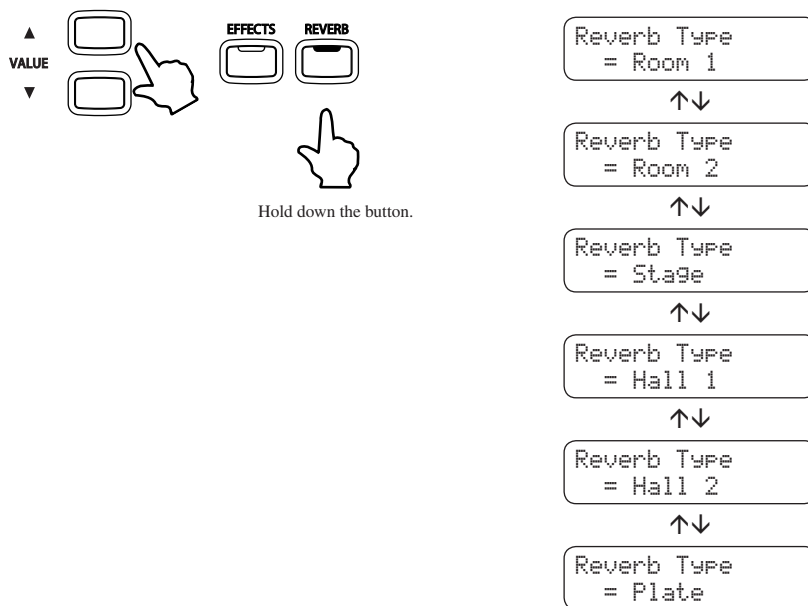 ▲
VALUE
▼
EFFECTS REVERB
Hold down the button.
Reverb Type
= Room 1
↑↓
Reverb Type
= Room 2
↑↓
Reverb Type
= Stage
↑↓
Reverb Type
= Hall 1
↑↓
Reverb Type
= Hall 2
↑↓
Reverb Type
= Plate